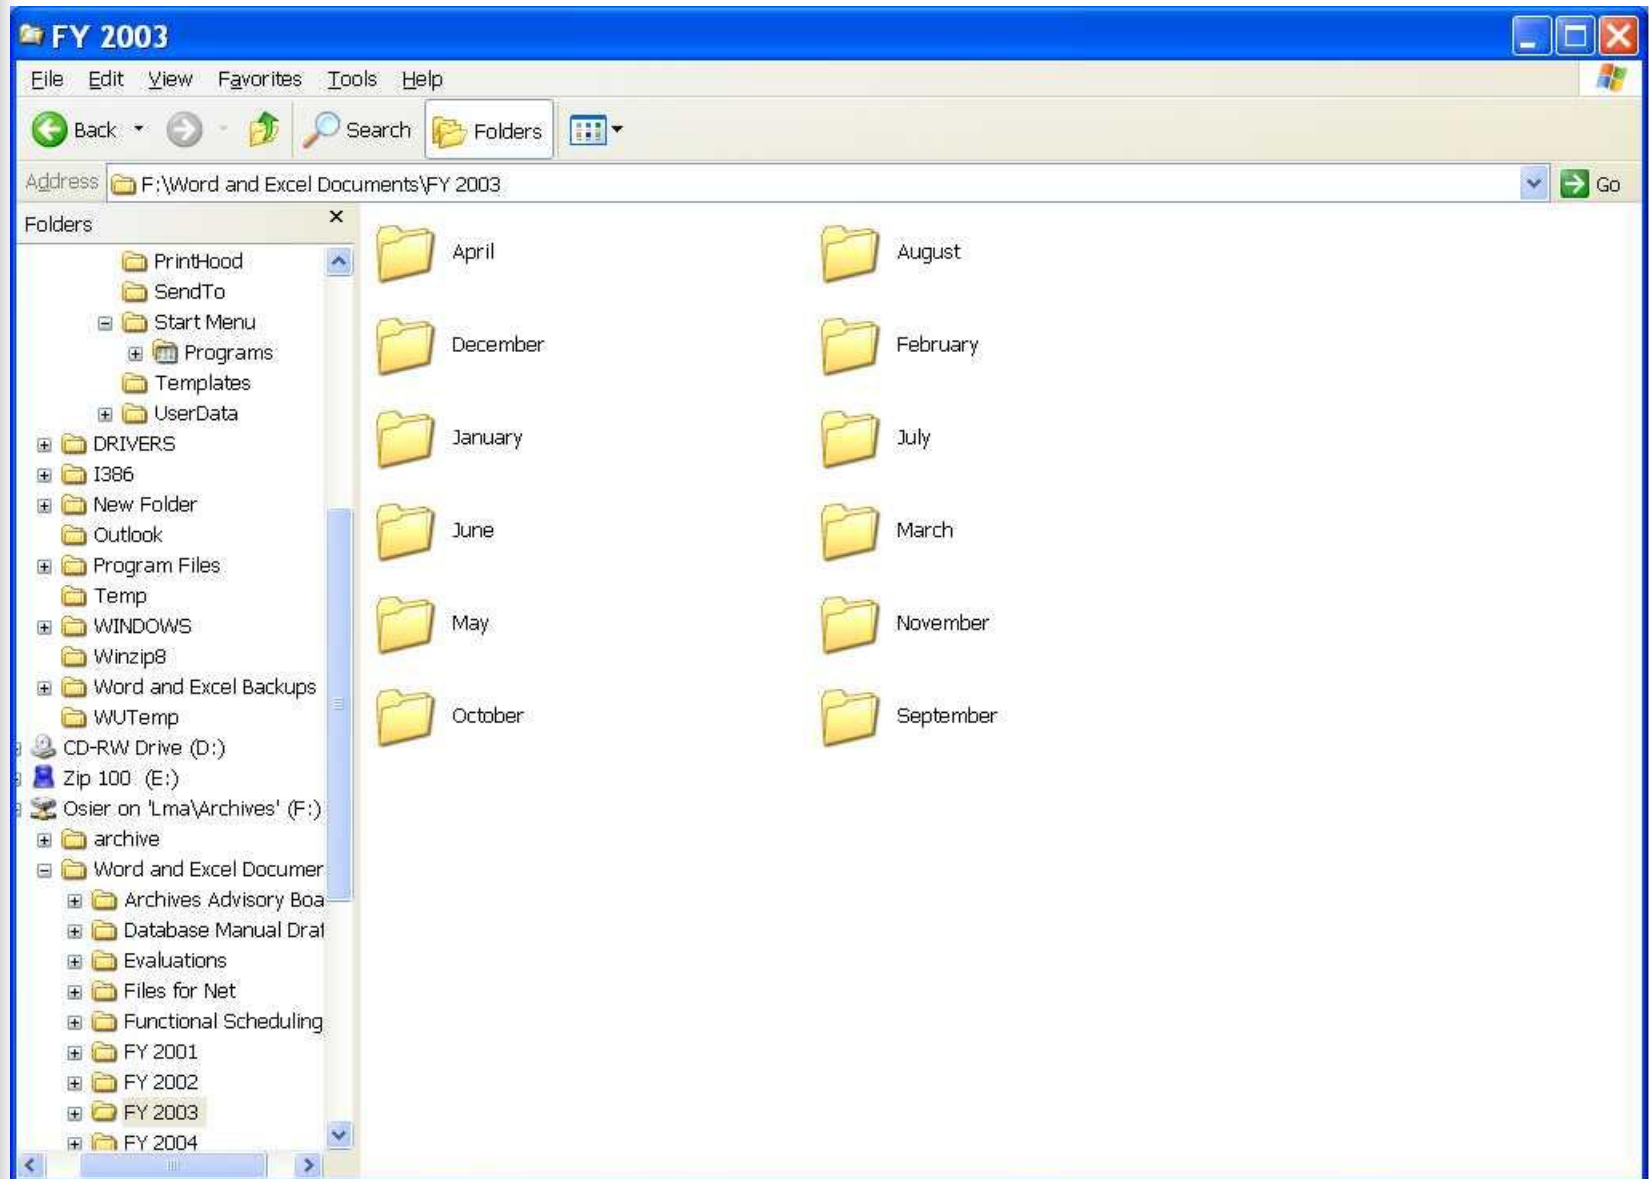 FY 2003
File Edit View Favorites Tools Help
Back Search Folders
Address F:\Word and Excel Documents\FY 2003 Go
Folders
PrintHood
SendTo
Start Menu
Programs
Templates
UserData
DRIVERS
I386
New Folder
Outlook
Program Files
Temp
WINDOWS
Winzip8
Word and Excel Backups
WUTemp
CD-RW Drive (D:)
Zip 100 (E:)
Osier on 'Lma\Archives' (F:)
archive
Word and Excel Documen
Archives Advisory Boa
Database Manual Draf
Evaluations
Files for Net
Functional Scheduling
FY 2001
FY 2002
FY 2003
FY 2004
April August
December February
January July
June March
May November
October September